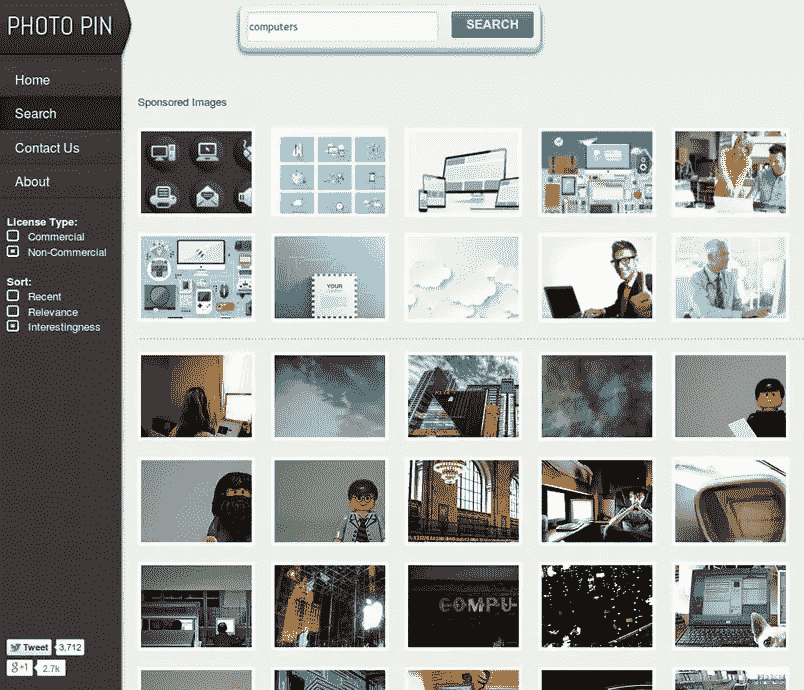 PHOTO PIN
computers
SEARCH
Home
Search
Contact Us
About
License Type:
Commercial
Non-Commercial
Sort:
Recent
Relevance
Interestingness
Sponsored Images
YOUR
COMPU
Tweet
3,712
g+1
2.7k